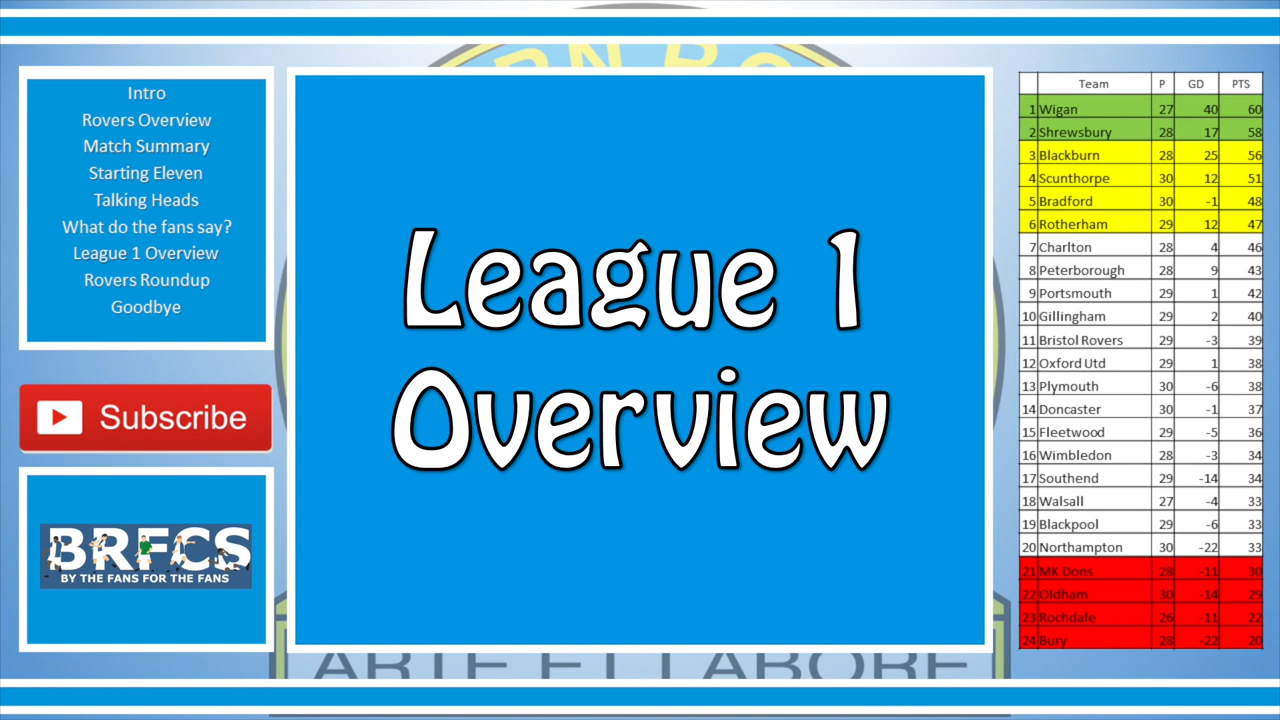 RN RO
Intro
Rovers Overview
Match Summary
Starting Eleven
Talking Heads
What do the fans say?
League 1 Overview
Rovers Roundup
Goodbye
Subscribe
BRFCS
BY THE FANS FOR THE FANS
League 1
Overview
Team P GD PTS
1 Wigan 27 40 60
2 Shrewsbury 28 17 58
3 Blackburn 28 25 56
4 Scunthorpe 30 12 51
5 Bradford 30 -1 48
6 Rotherham 29 12 47
7 Charlton 28 4 46
8 Peterborough 28 9 43
9 Portsmouth 29 1 42
10 Gillingham 29 2 40
11 Bristol Rovers 29 -3 39
12 Oxford Utd 29 1 38
13 Plymouth 30 -6 38
14 Doncaster 30 -1 37
15 Fleetwood 29 -5 36
16 Wimbledon 28 -3 34
17 Southend 29 -14 34
18 Walsall 27 -4 33
19 Blackpool 29 -6 33
20 Northampton 30 -22 33
21 MK Dons 28 -11 30
22 Oldham 30 -14 29
23 Rochdale 26 -11 22
24 Bury 28 -22 20
ARTE ET LABORE